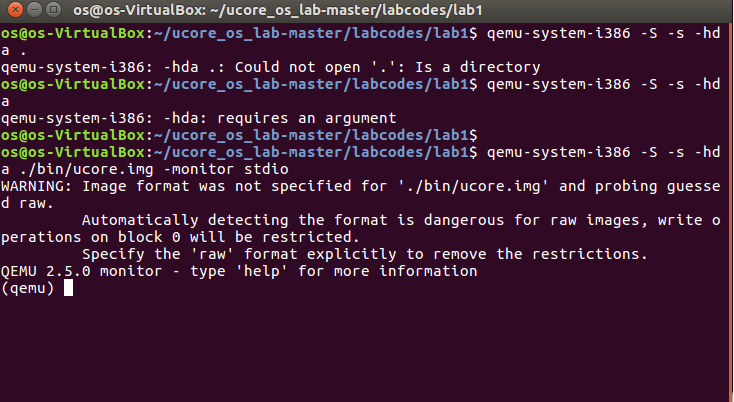 os@os-VirtualBox: ~/ucore_os_lab-master/labcodes/lab1
os@os-VirtualBox:~/ucore_os_lab-master/labcodes/lab1$ qemu-system-i386 -S -s -hd
a .
qemu-system-i386: -hda .: Could not open '.': Is a directory
os@os-VirtualBox:~/ucore_os_lab-master/labcodes/lab1$ qemu-system-i386 -S -s -hd
a
qemu-system-i386: -hda: requires an argument
os@os-VirtualBox:~/ucore_os_lab-master/labcodes/lab1$
os@os-VirtualBox:~/ucore_os_lab-master/labcodes/lab1$ qemu-system-i386 -S -s -hd
a ./bin/ucore.img -monitor stdio
WARNING: Image format was not specified for './bin/ucore.img' and probing guesse
d raw.
         Automatically detecting the format is dangerous for raw images, write o
perations on block 0 will be restricted.
         Specify the 'raw' format explicitly to remove the restrictions.
QEMU 2.5.0 monitor - type 'help' for more information
(qemu)